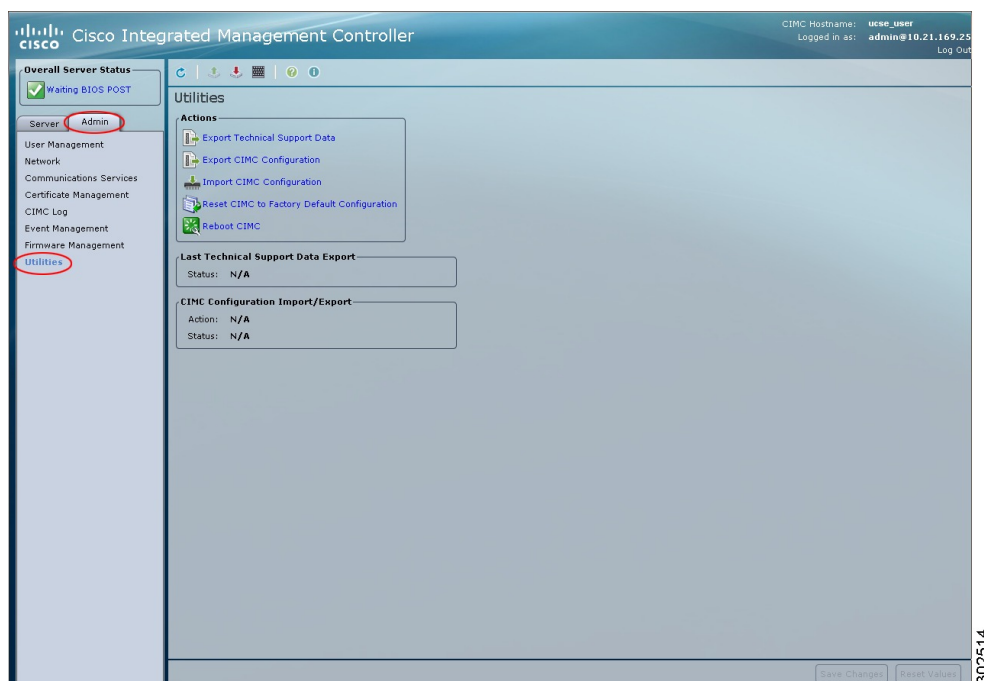 CISCO Cisco Integrated Management Controller
CIMC Hostname: ucse_user
Logged in as: admin@10.21.169.25
Log Out
Overall Server Status
Waiting BIOS POST
Server Admin
User Management
Network
Communications Services
Certificate Management
CIMC Log
Event Management
Firmware Management
Utilities
Utilities
Actions
Export Technical Support Data
Export CIMC Configuration
Import CIMC Configuration
Reset CIMC to Factory Default Configuration
Reboot CIMC
Last Technical Support Data Export
Status: N/A
CIMC Configuration Import/Export
Action: N/A
Status: N/A
Save Changes Reset Values
302514